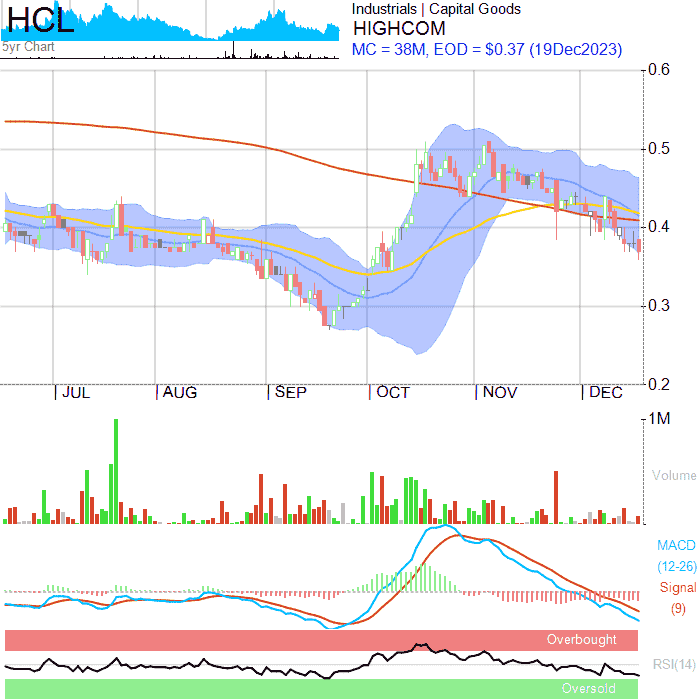 HCL
5yr Chart
Industrials | Capital Goods
HIGHCOM
MC = 38M, EOD = $0.37 (19Dec2023)
0.6
0.5
0.4
0.3
0.2
JUL AUG SEP OCT NOV DEC
1M
Volume
MACD
(12-26)
Signal
(9)
Overbought
RSI(14)
Oversold